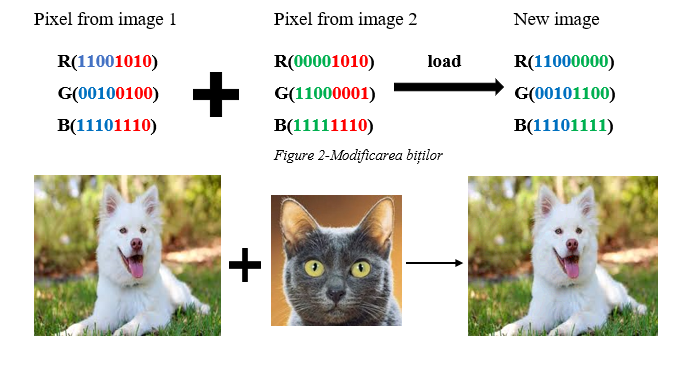 Pixel from image 1 Pixel from image 2 New image
R(11001010) R(00001010) load R(11000000)
G(00100100) G(11000001) G(00101100)
B(11101110) B(11111110) B(11101111)
Figure 2-Modificarea biților